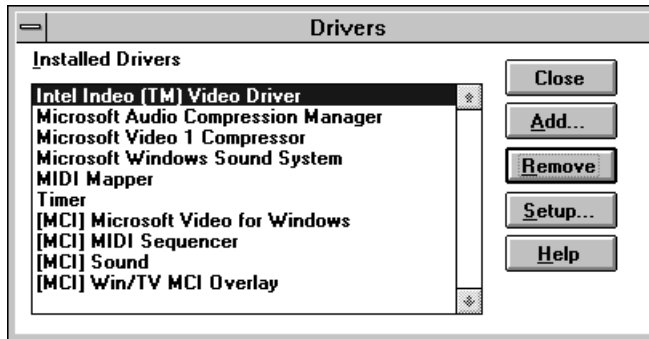 Drivers
Installed Drivers
Intel Indeo (TM) Video Driver
Microsoft Audio Compression Manager
Microsoft Video 1 Compressor
Microsoft Windows Sound System
MIDI Mapper
Timer
[MCI] Microsoft Video for Windows
[MCI] MIDI Sequencer
[MCI] Sound
[MCI] Win/TV MCI Overlay
Close
Add...
Remove
Setup...
Help